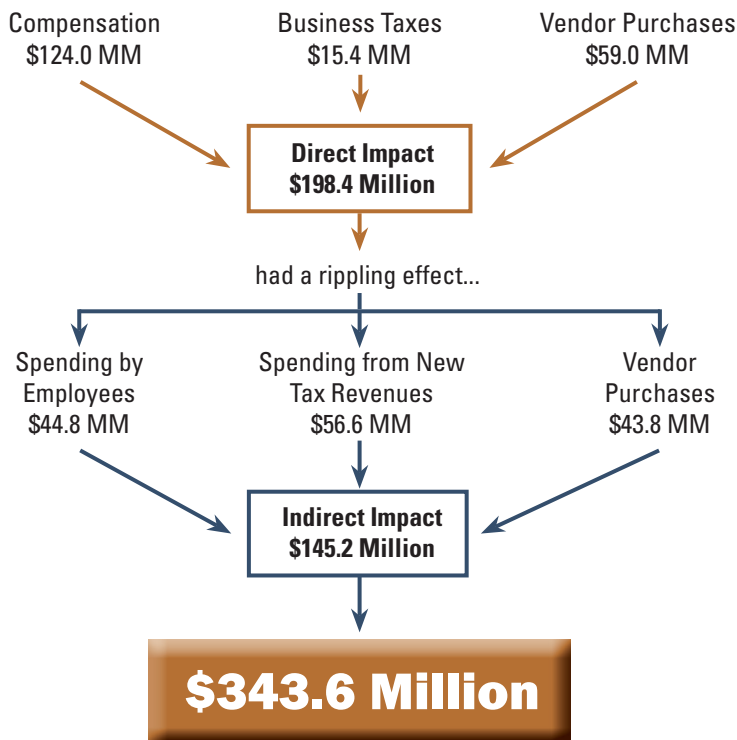 Compensation
$124.0 MM
Business Taxes
$15.4 MM
Vendor Purchases
$59.0 MM
Direct Impact
$198.4 Million
had a rippling effect...
Spending by
Employees
$44.8 MM
Spending from New
Tax Revenues
$56.6 MM
Vendor
Purchases
$43.8 MM
Indirect Impact
$145.2 Million
$343.6 Million